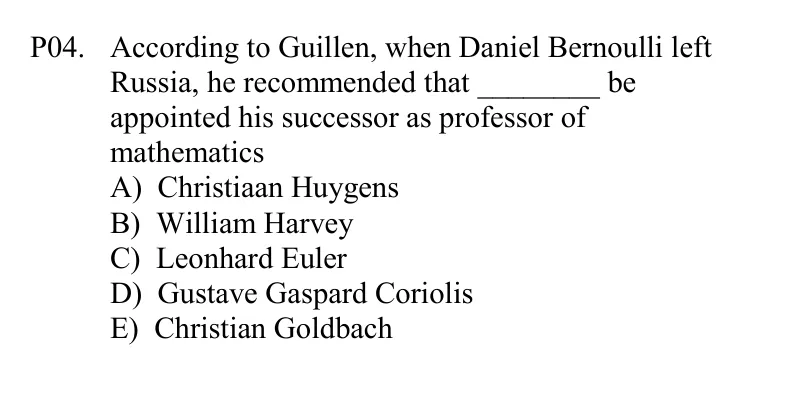 P04. According to Guillen, when Daniel Bernoulli left
Russia, he recommended that ________ be
appointed his successor as professor of
mathematics
A) Christiaan Huygens
B) William Harvey
C) Leonhard Euler
D) Gustave Gaspard Coriolis
E) Christian Goldbach